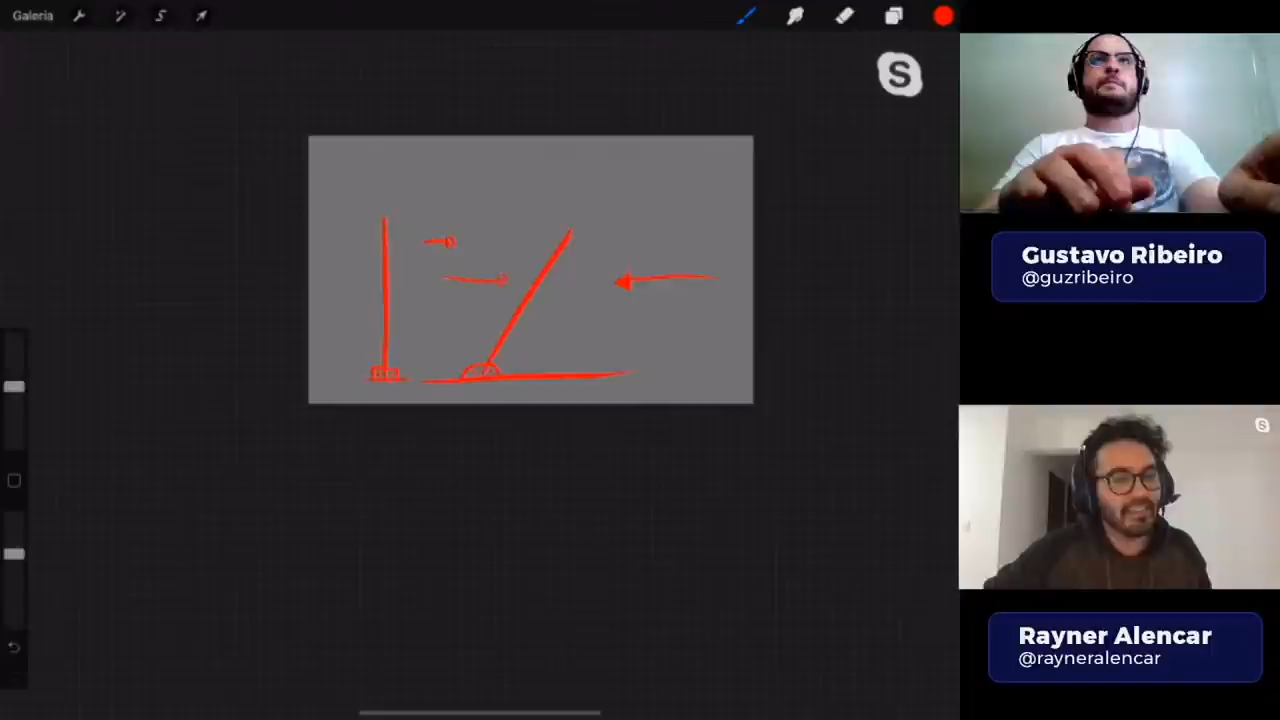 Galeria
S
Gustavo Ribeiro
@guzribeiro
Rayner Alencar
@rayneralencar